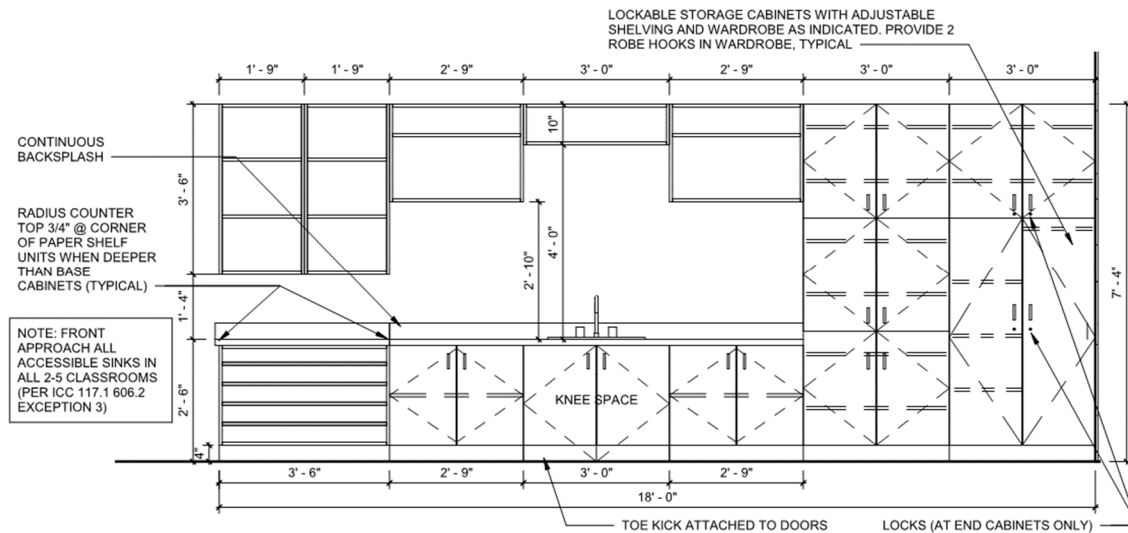 LOCKABLE STORAGE CABINETS WITH ADJUSTABLE
SHELVING AND WARDROBE AS INDICATED. PROVIDE 2
ROBE HOOKS IN WARDROBE, TYPICAL
1' - 9"
1' - 9"
2' - 9"
3' - 0"
2' - 9"
3' - 0"
3' - 0"
10"
CONTINUOUS
BACKSPLASH
3' - 6"
RADIUS COUNTER
TOP 3/4" @ CORNER
OF PAPER SHELF
UNITS WHEN DEEPER
THAN BASE
CABINETS (TYPICAL)
4' - 0"
2' - 10"
1' - 4"
7' - 4"
NOTE: FRONT
APPROACH ALL
ACCESSIBLE SINKS IN
ALL 2-5 CLASSROOMS
(PER ICC 117.1 606.2
EXCEPTION 3)
2' - 6"
KNEE SPACE
4"
3' - 6"
2' - 9"
3' - 0"
2' - 9"
18' - 0"
TOE KICK ATTACHED TO DOORS
LOCKS (AT END CABINETS ONLY)